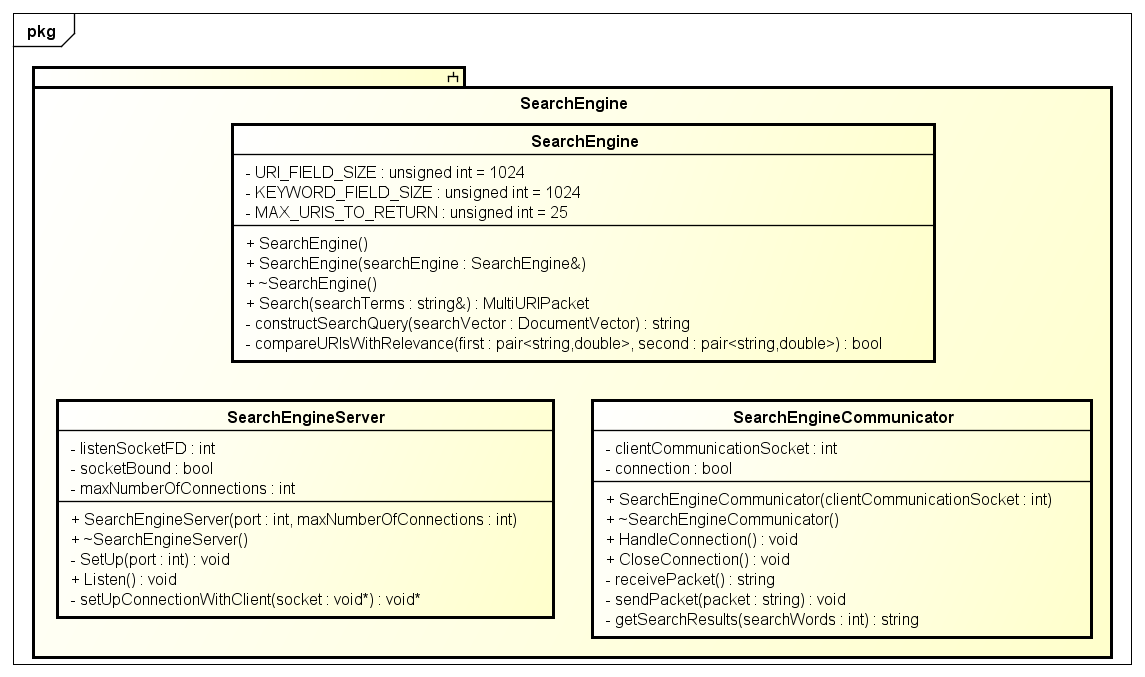 pkg
SearchEngine
SearchEngine
- URI_FIELD_SIZE : unsigned int = 1024
- KEYWORD_FIELD_SIZE : unsigned int = 1024
- MAX_URIS_TO_RETURN : unsigned int = 25
+ SearchEngine()
+ SearchEngine(searchEngine : SearchEngine&)
+ ~SearchEngine()
+ Search(searchTerms : string&) : MultiURIPacket
- constructSearchQuery(searchVector : DocumentVector) : string
- compareURIsWithRelevance(first : pair<string,double>, second : pair<string,double>) : bool
SearchEngineServer
- listenSocketFD : int
- socketBound : bool
- maxNumberOfConnections : int
+ SearchEngineServer(port : int, maxNumberOfConnections : int)
+ ~SearchEngineServer()
- SetUp(port : int) : void
+ Listen() : void
- setUpConnectionWithClient(socket : void*) : void*
SearchEngineCommunicator
- clientCommunicationSocket : int
- connection : bool
+ SearchEngineCommunicator(clientCommunicationSocket : int)
+ ~SearchEngineCommunicator()
+ HandleConnection() : void
+ CloseConnection() : void
- receivePacket() : string
- sendPacket(packet : string) : void
- getSearchResults(searchWords : int) : string